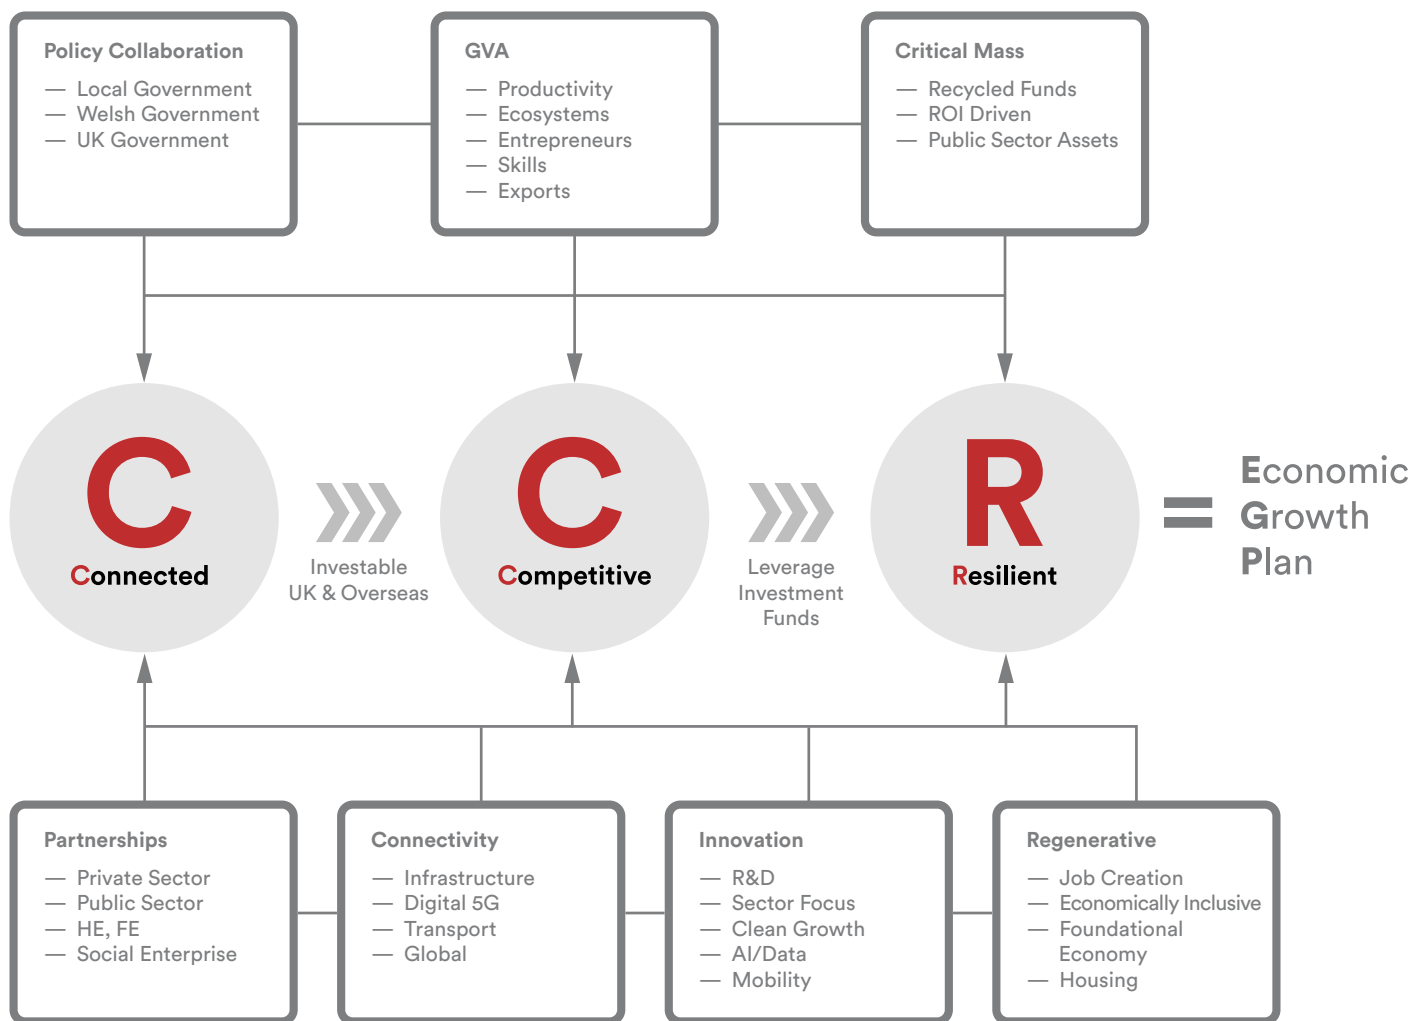 Policy Collaboration
— Local Government
— Welsh Government
— UK Government
GVA
— Productivity
— Ecosystems
— Entrepreneurs
— Skills
— Exports
Critical Mass
— Recycled Funds
— ROI Driven
— Public Sector Assets
C
Connected
Investable
UK & Overseas
C
Competitive
Leverage
Investment
Funds
R
Resilient
=
Economic
Growth
Plan
Partnerships
— Private Sector
— Public Sector
— HE, FE
— Social Enterprise
Connectivity
— Infrastructure
— Digital 5G
— Transport
— Global
Innovation
— R&D
— Sector Focus
— Clean Growth
— AI/Data
— Mobility
Regenerative
— Job Creation
— Economically Inclusive
— Foundational
Economy
— Housing